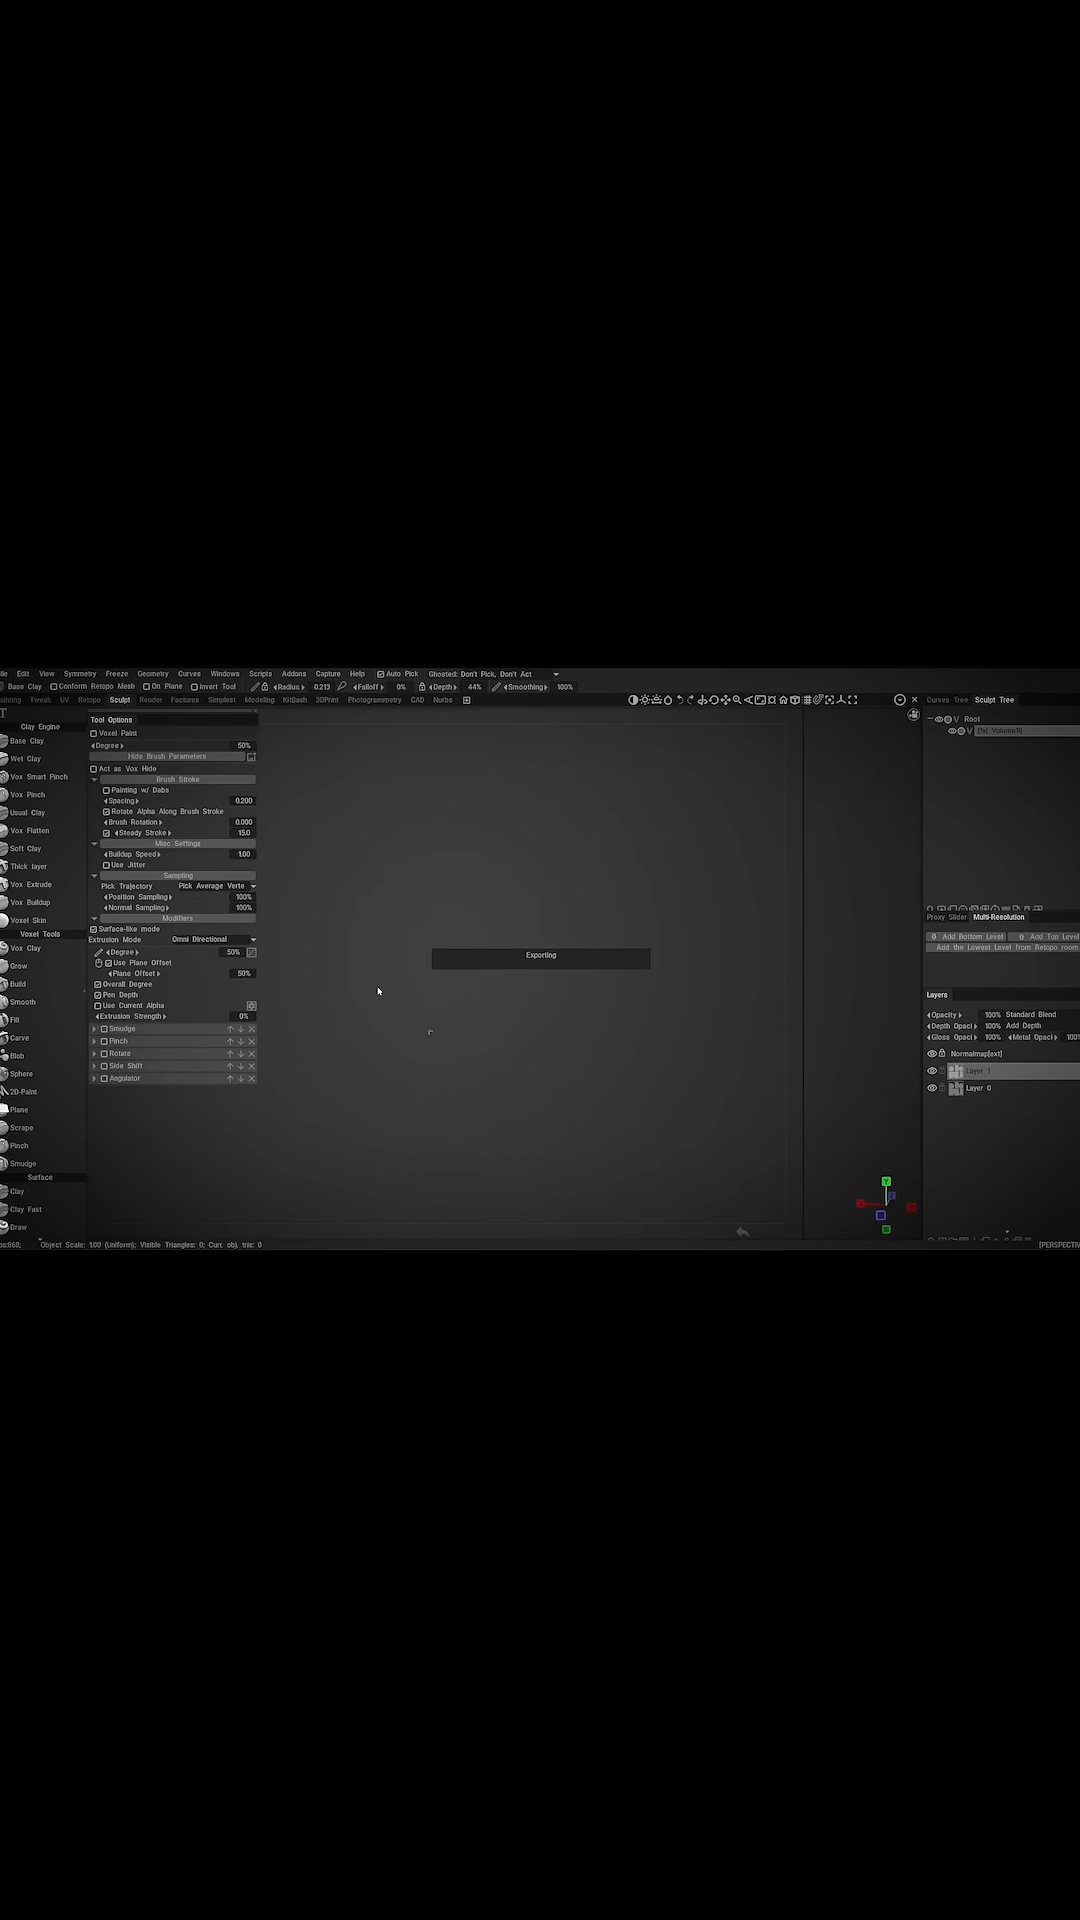 Edit View Symmetry Freeze Geometry Curves Windows Scripts Addons Capture Help Auto Pick Ghosted: Don't Pick, Don't Act
Base Clay Conform Retopo Mesh On Plane Invert Tool Radius 0.213 Falloff 0% Depth 44% Smoothing 100%
Tweak UV Retopo Sculpt Render Features Simplest Modeling KitBash 3DPrint Photogrammetry CAD Nurbs
Curves Tree Sculpt Tree
Tool Options
Clay Engine
Base Clay
Wet Clay
Vox Smart Pinch
Vox Pinch
Usual Clay
Vox Flatten
Soft Clay
Thick layer
Vox Extrude
Vox Buildup
Voxel Skin
Voxel Tools
Vox Clay
Grow
Build
Smooth
Fill
Carve
Blob
Sphere
2D-Paint
Plane
Scrape
Pinch
Smudge
Surface
Clay
Clay Fast
Draw
Voxel Paint
Degree 50%
Hide Brush Parameters
Act as Vox Hide
Brush Stroke
Painting w/ Dabs
Spacing 0.200
Rotate Alpha Along Brush Stroke
Brush Rotation 0.000
Steady Stroke 15.0
Misc Settings
Buildup Speed 1.00
Use Jitter
Sampling
Pick Trajectory Pick Average Verte
Position Sampling 100%
Normal Sampling 100%
Modifiers
Surface-like mode
Extrusion Mode Omni Directional
Degree 50%
Use Plane Offset
Plane Offset 50%
Overall Degree
Pen Depth
Use Current Alpha
Extrusion Strength 0%
Smudge
Pinch
Rotate
Side Shift
Angulator
Exporting
V Root
V
Proxy Slider Multi-Resolution
Add Bottom Level Add Top Level
Add the Lowest Level from Retopo room
Layers
Opacity 100% Standard Blend
Depth Opaci 100% Add Depth
Gloss Opaci 100% Metal Opaci 100%
Normalmap[ext]
Layer 1
Layer 0
Y
Object Scale: 1.00 (Uniform); Visible Triangles: 0; Curr. obj. tris: 0